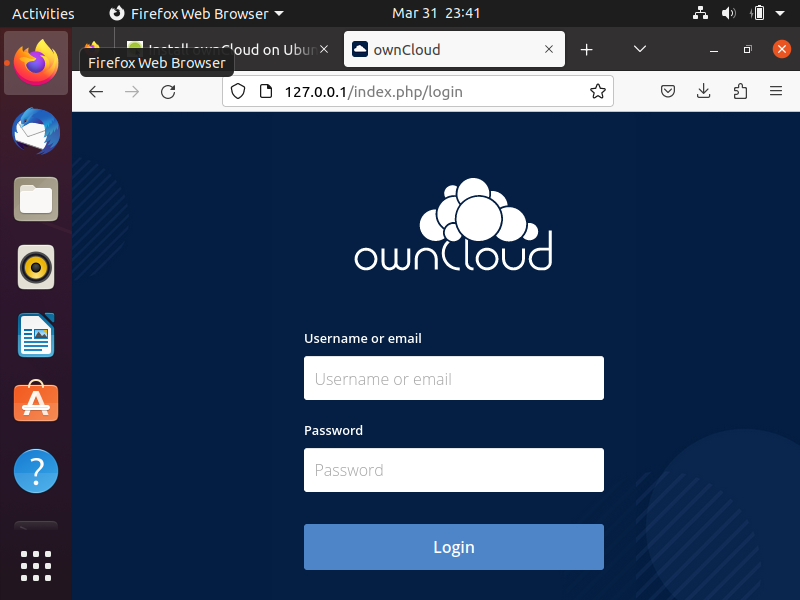 Activities
Firefox Web Browser
Mar 31 23:41
Install ownCloud on Ubun
ownCloud
Firefox Web Browser
127.0.0.1/index.php/login
ownCloud
Username or email
Username or email
Password
Password
Login